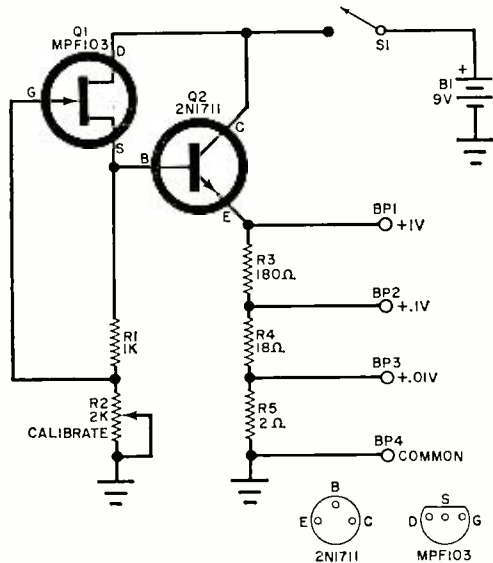 Q1
MPF103
D
G
S
Q2
2N1711
B
C
E
S1
+
B1
9V
BP1
+1V
R3
180Ω
BP2
+.1V
R1
1K
R4
18Ω
BP3
+.01V
R2
2K
CALIBRATE
R5
2Ω
BP4
COMMON
B
E
C
2N1711
S
D
G
MPF103